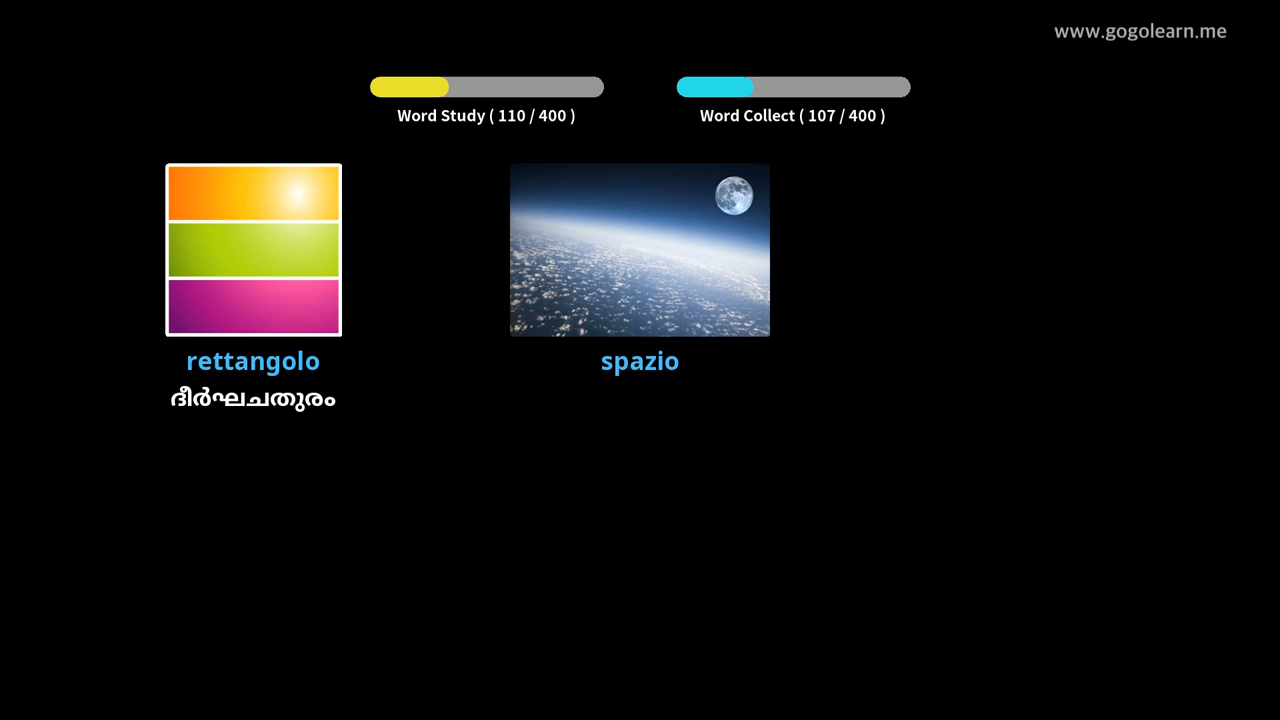 www.gogolearn.me
Word Study ( 110 / 400 )
Word Collect ( 107 / 400 )
rettangolo
ദീർഘചതുരം
spazio